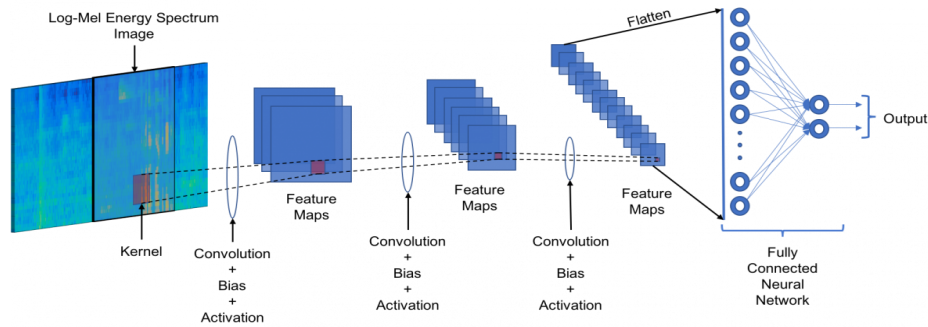 Log-Mel Energy Spectrum
Image
Flatten
Output
Kernel
Convolution
+
Bias
+
Activation
Feature
Maps
Convolution
+
Bias
+
Activation
Feature
Maps
Convolution
+
Bias
+
Activation
Feature
Maps
Fully
Connected
Neural
Network